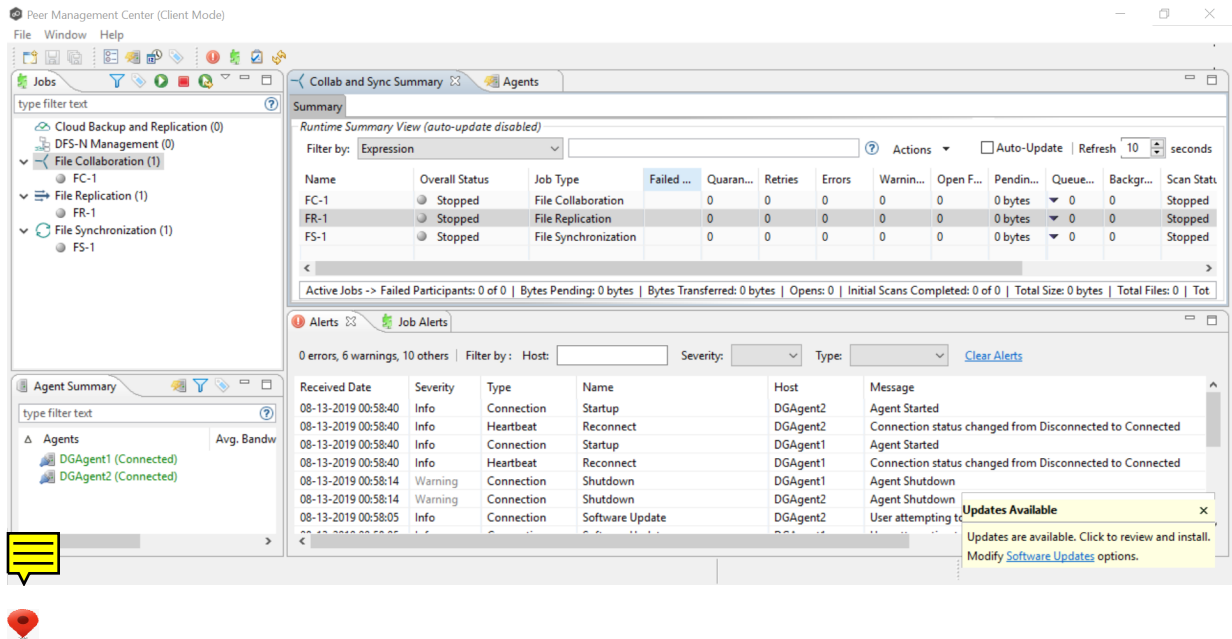 Peer Management Center (Client Mode)
File Window Help
Jobs
type filter text
Cloud Backup and Replication (0)
DFS-N Management (0)
File Collaboration (1)
FC-1
File Replication (1)
FR-1
File Synchronization (1)
FS-1
Collab and Sync Summary Agents
Summary
Runtime Summary View (auto-update disabled)
Filter by: Expression Actions Auto-Update | Refresh 10 seconds
Name Overall Status Job Type Failed ... Quaran... Retries Errors Warnin... Open F... Pendin... Queue... Backgr... Scan Statu
FC-1 Stopped File Collaboration 0 0 0 0 0 0 bytes 0 0 Stopped
FR-1 Stopped File Replication 0 0 0 0 0 0 bytes 0 0 Stopped
FS-1 Stopped File Synchronization 0 0 0 0 0 0 bytes 0 0 Stopped
Active Jobs -> Failed Participants: 0 of 0 | Bytes Pending: 0 bytes | Bytes Transferred: 0 bytes | Opens: 0 | Initial Scans Completed: 0 of 0 | Total Size: 0 bytes | Total Files: 0 | Tot
Agent Summary
type filter text
Agents Avg. Bandw
DGAgent1 (Connected)
DGAgent2 (Connected)
Alerts Job Alerts
0 errors, 6 warnings, 10 others | Filter by : Host: Severity: Type: Clear Alerts
Received Date Severity Type Name Host Message
08-13-2019 00:58:40 Info Connection Startup DGAgent2 Agent Started
08-13-2019 00:58:40 Info Heartbeat Reconnect DGAgent2 Connection status changed from Disconnected to Connected
08-13-2019 00:58:40 Info Connection Startup DGAgent1 Agent Started
08-13-2019 00:58:40 Info Heartbeat Reconnect DGAgent1 Connection status changed from Disconnected to Connected
08-13-2019 00:58:14 Warning Connection Shutdown DGAgent1 Agent Shutdown
08-13-2019 00:58:14 Warning Connection Shutdown DGAgent2 Agent Shutdown
08-13-2019 00:58:05 Info Connection Software Update DGAgent2 User attempting to
Updates Available
Updates are available. Click to review and install.
Modify Software Updates options.